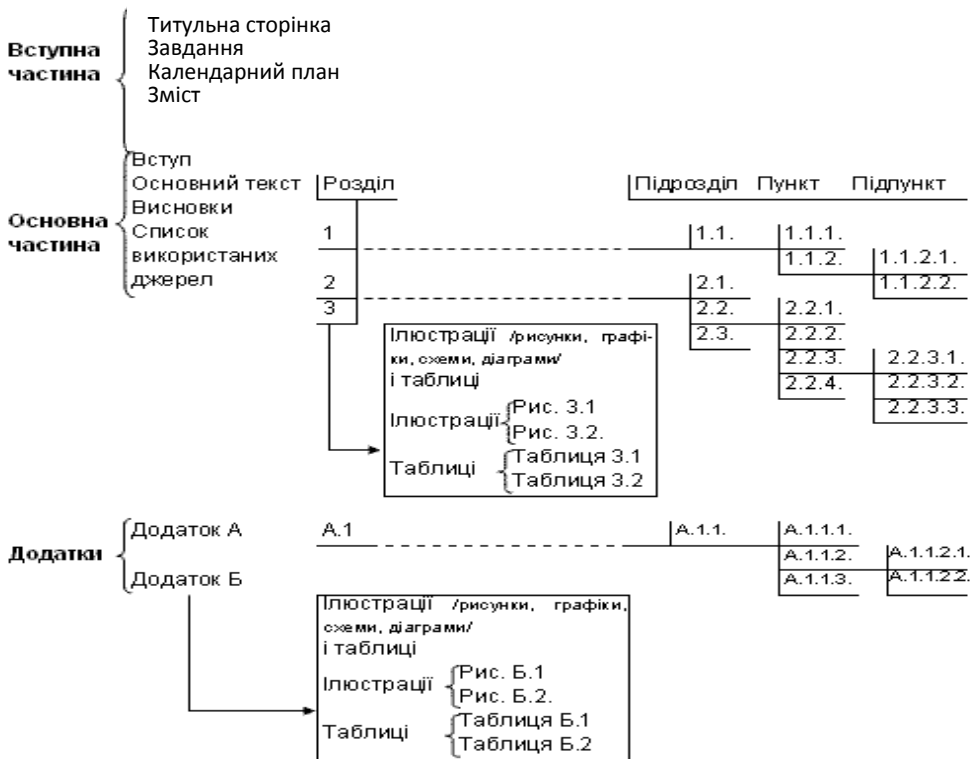 Вступна
частина
Титульна сторінка
Завдання
Календарний план
Зміст
Основна
частина
Вступ
Основний текст
Висновки
Список
використаних
джерел
Розділ Підрозділ Пункт Підпункт
1 1.1. 1.1.1.
1.1.2. 1.1.2.1.
2 2.1. 1.1.2.2.
3 2.2. 2.2.1.
2.3. 2.2.2.
2.2.3. 2.2.3.1.
2.2.4. 2.2.3.2.
2.2.3.3.
Ілюстрації /рисунки, графі-
ки, схеми, діаграми/
і таблиці
Ілюстрації
Рис. 3.1
Рис. 3.2.
Таблиці
Таблиця 3.1
Таблиця 3.2
Додатки
Додаток А
А.1 А.1.1. А.1.1.1.
А.1.1.2. А.1.1.2.1.
Додаток Б
А.1.1.3. А.1.1.2.2.
Ілюстрації /рисунки, графіки,
схеми, діаграми/
і таблиці
Ілюстрації
Рис. Б.1
Рис. Б.2.
Таблиці
Таблиця Б.1
Таблиця Б.2